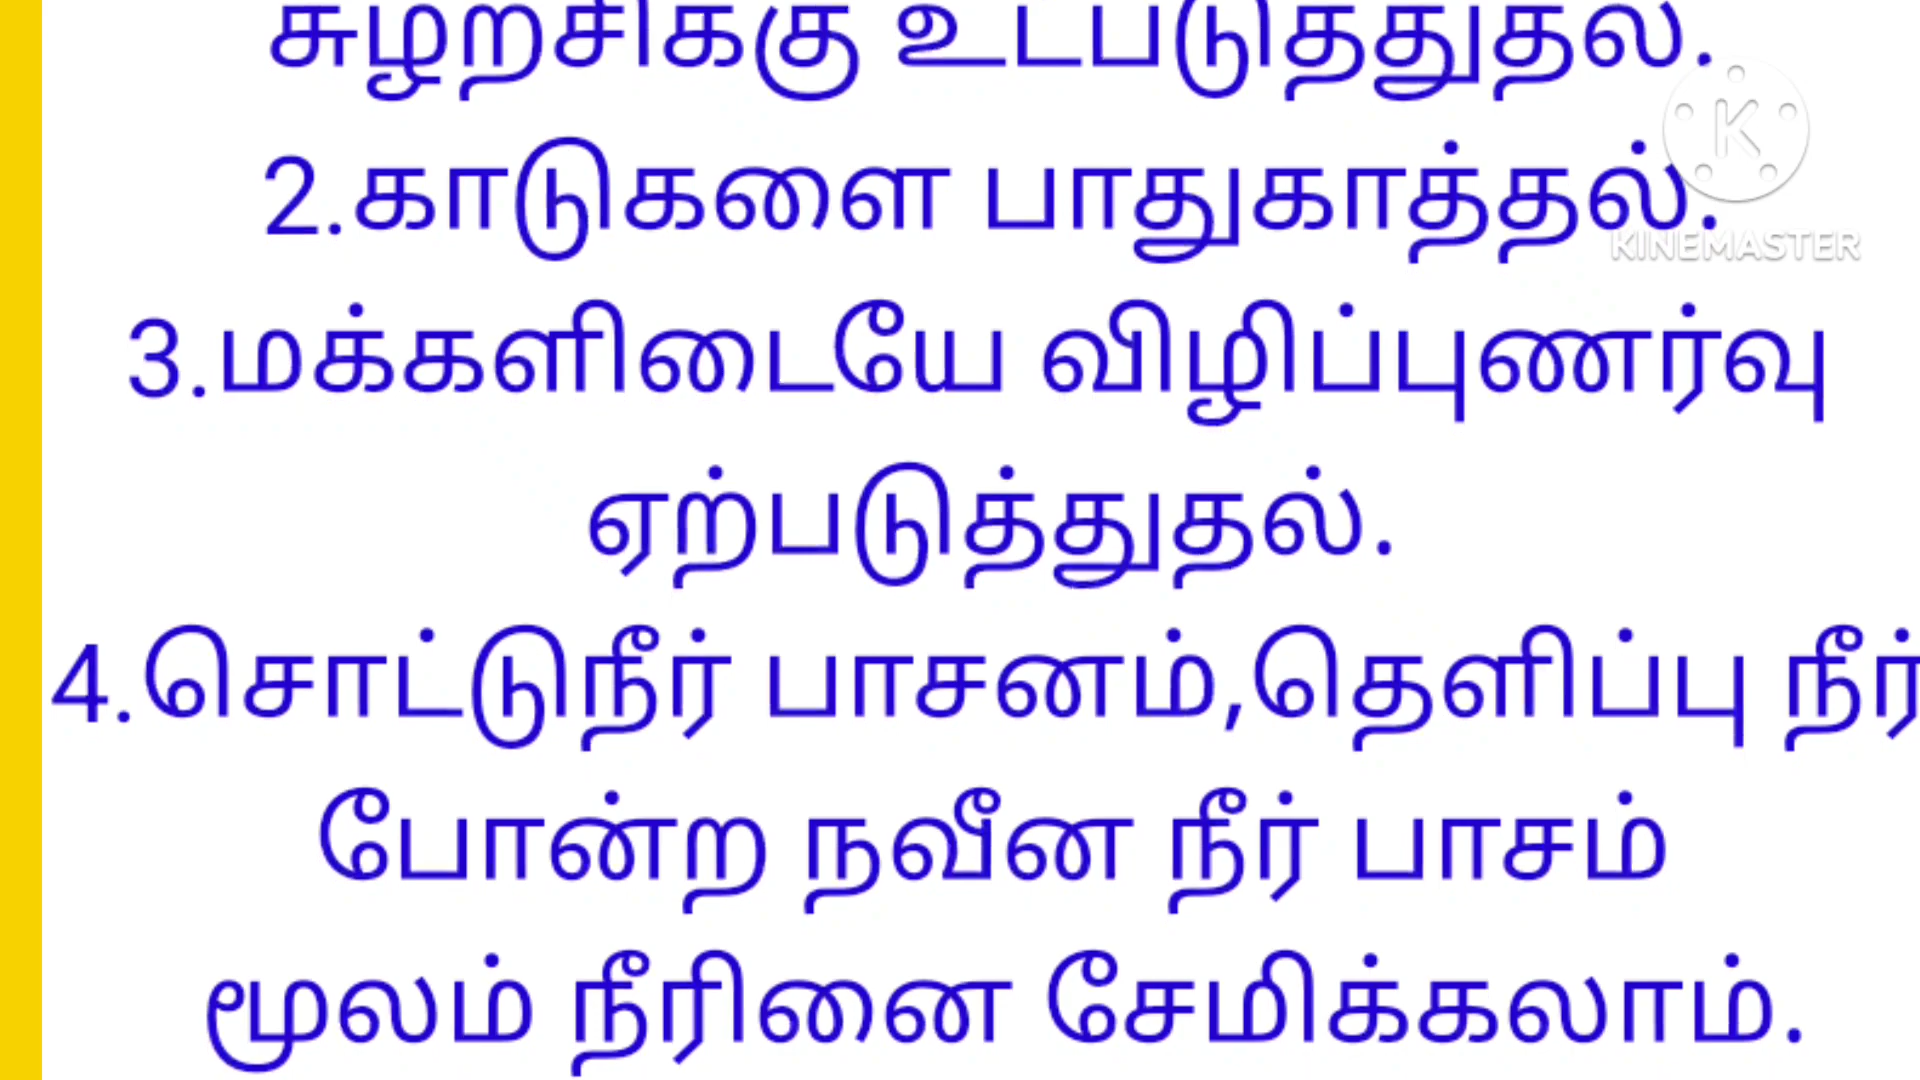 சுழற்சிக்கு உட்படுத்துதல்.
2.காடுகளை பாதுகாத்தல்.
3.மக்களிடையே விழிப்புணர்வு
ஏற்படுத்துதல்.
4.சொட்டுநீர் பாசனம்,தெளிப்பு நீர்
போன்ற நவீன நீர் பாசம்
மூலம் நீரினை சேமிக்கலாம்.
KINEMASTER